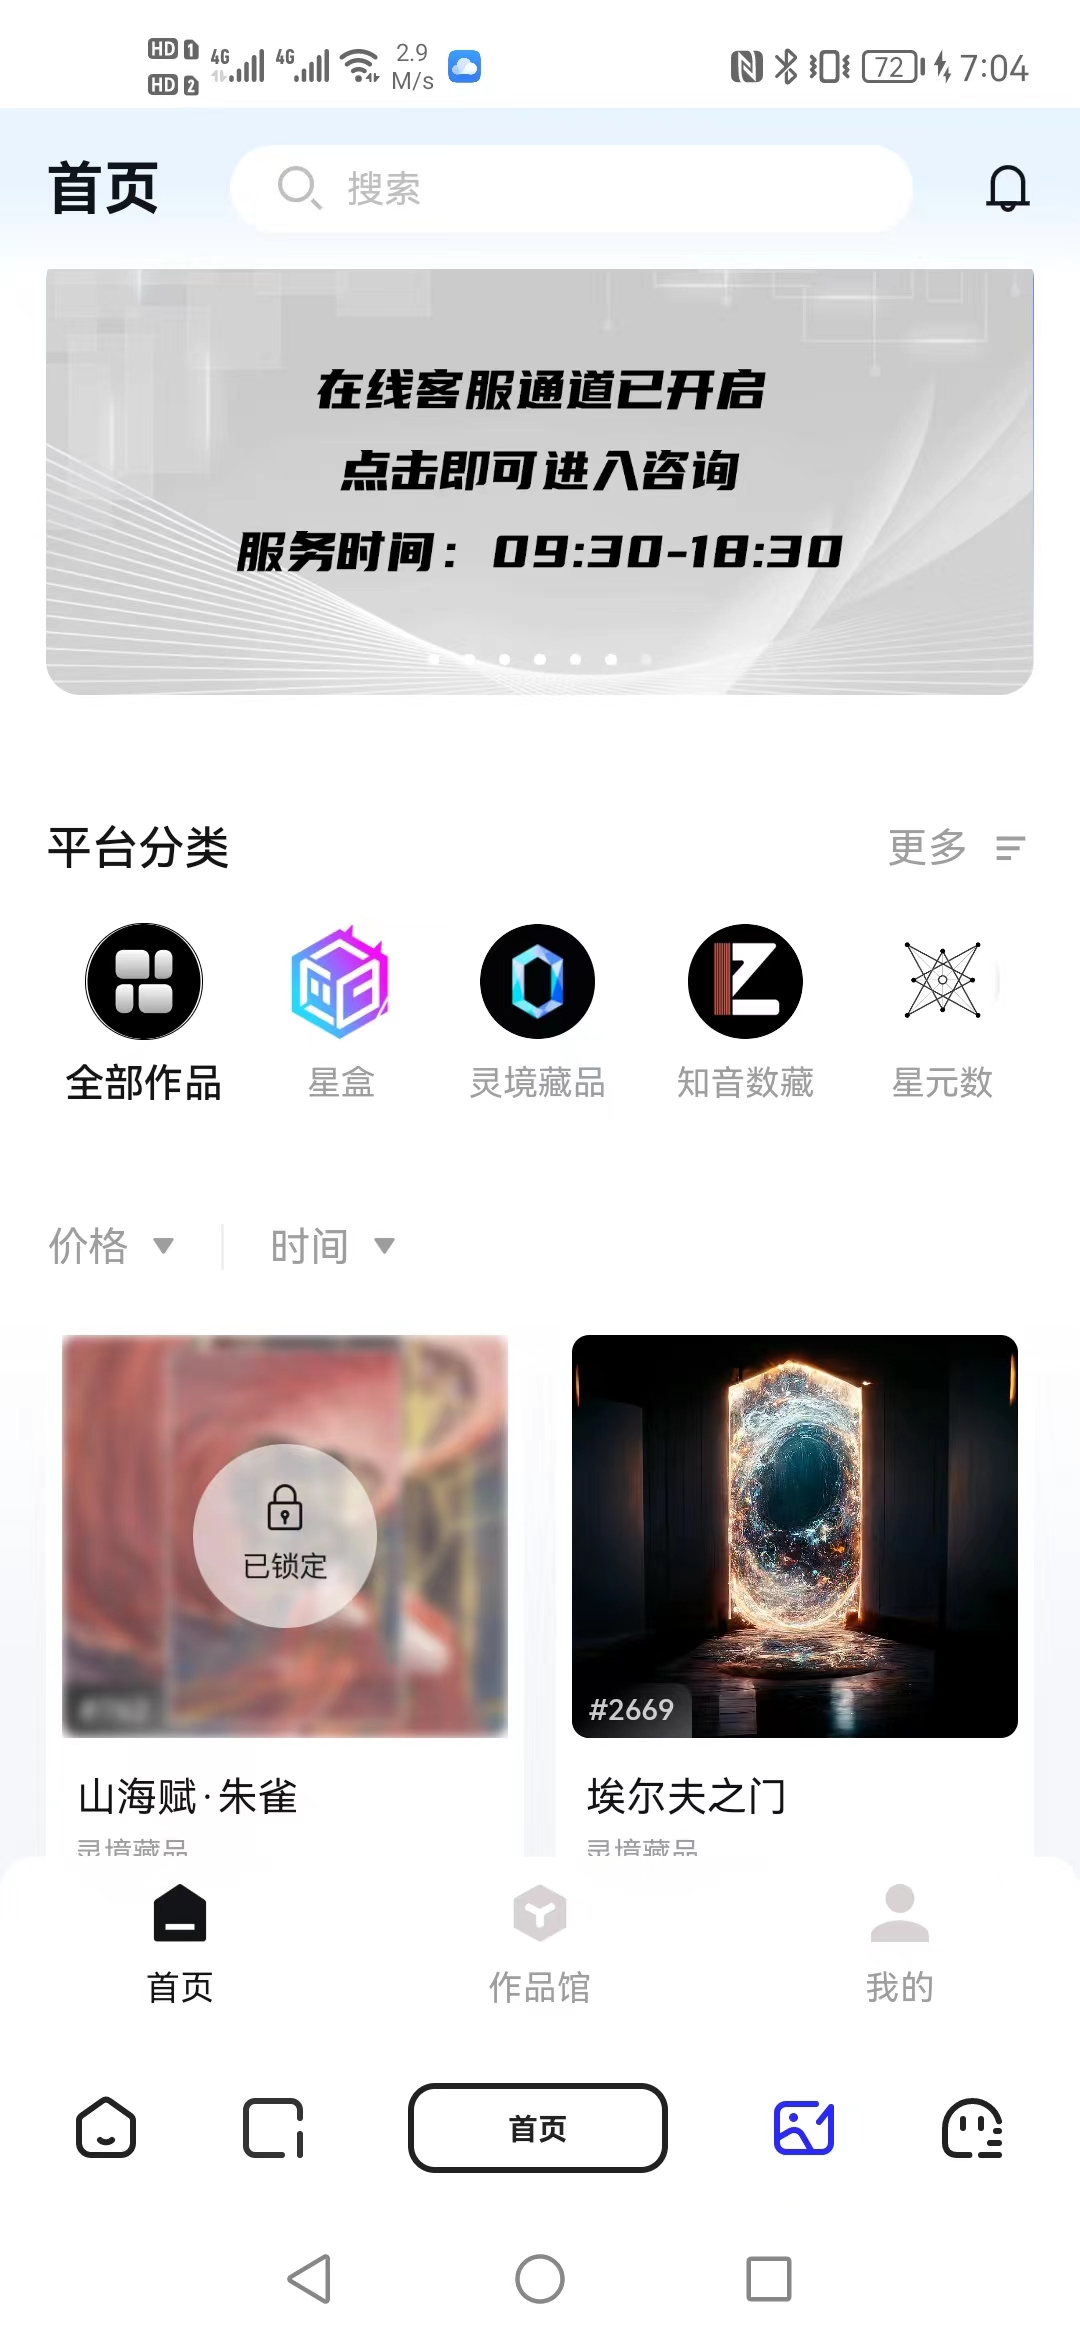 HD 1 4G 4G 2.9 72 7:04
HD 2 M/s
首页 搜索
在线客服通道已开启
点击即可进入咨询
服务时间：09:30-18:30
平台分类 更多
全部作品 星盒 灵境藏品 知音数藏 星元数
价格 时间
已锁定
#2669
山海赋·朱雀 埃尔夫之门
灵境藏品 灵境藏品
首页 作品馆 我的
首页